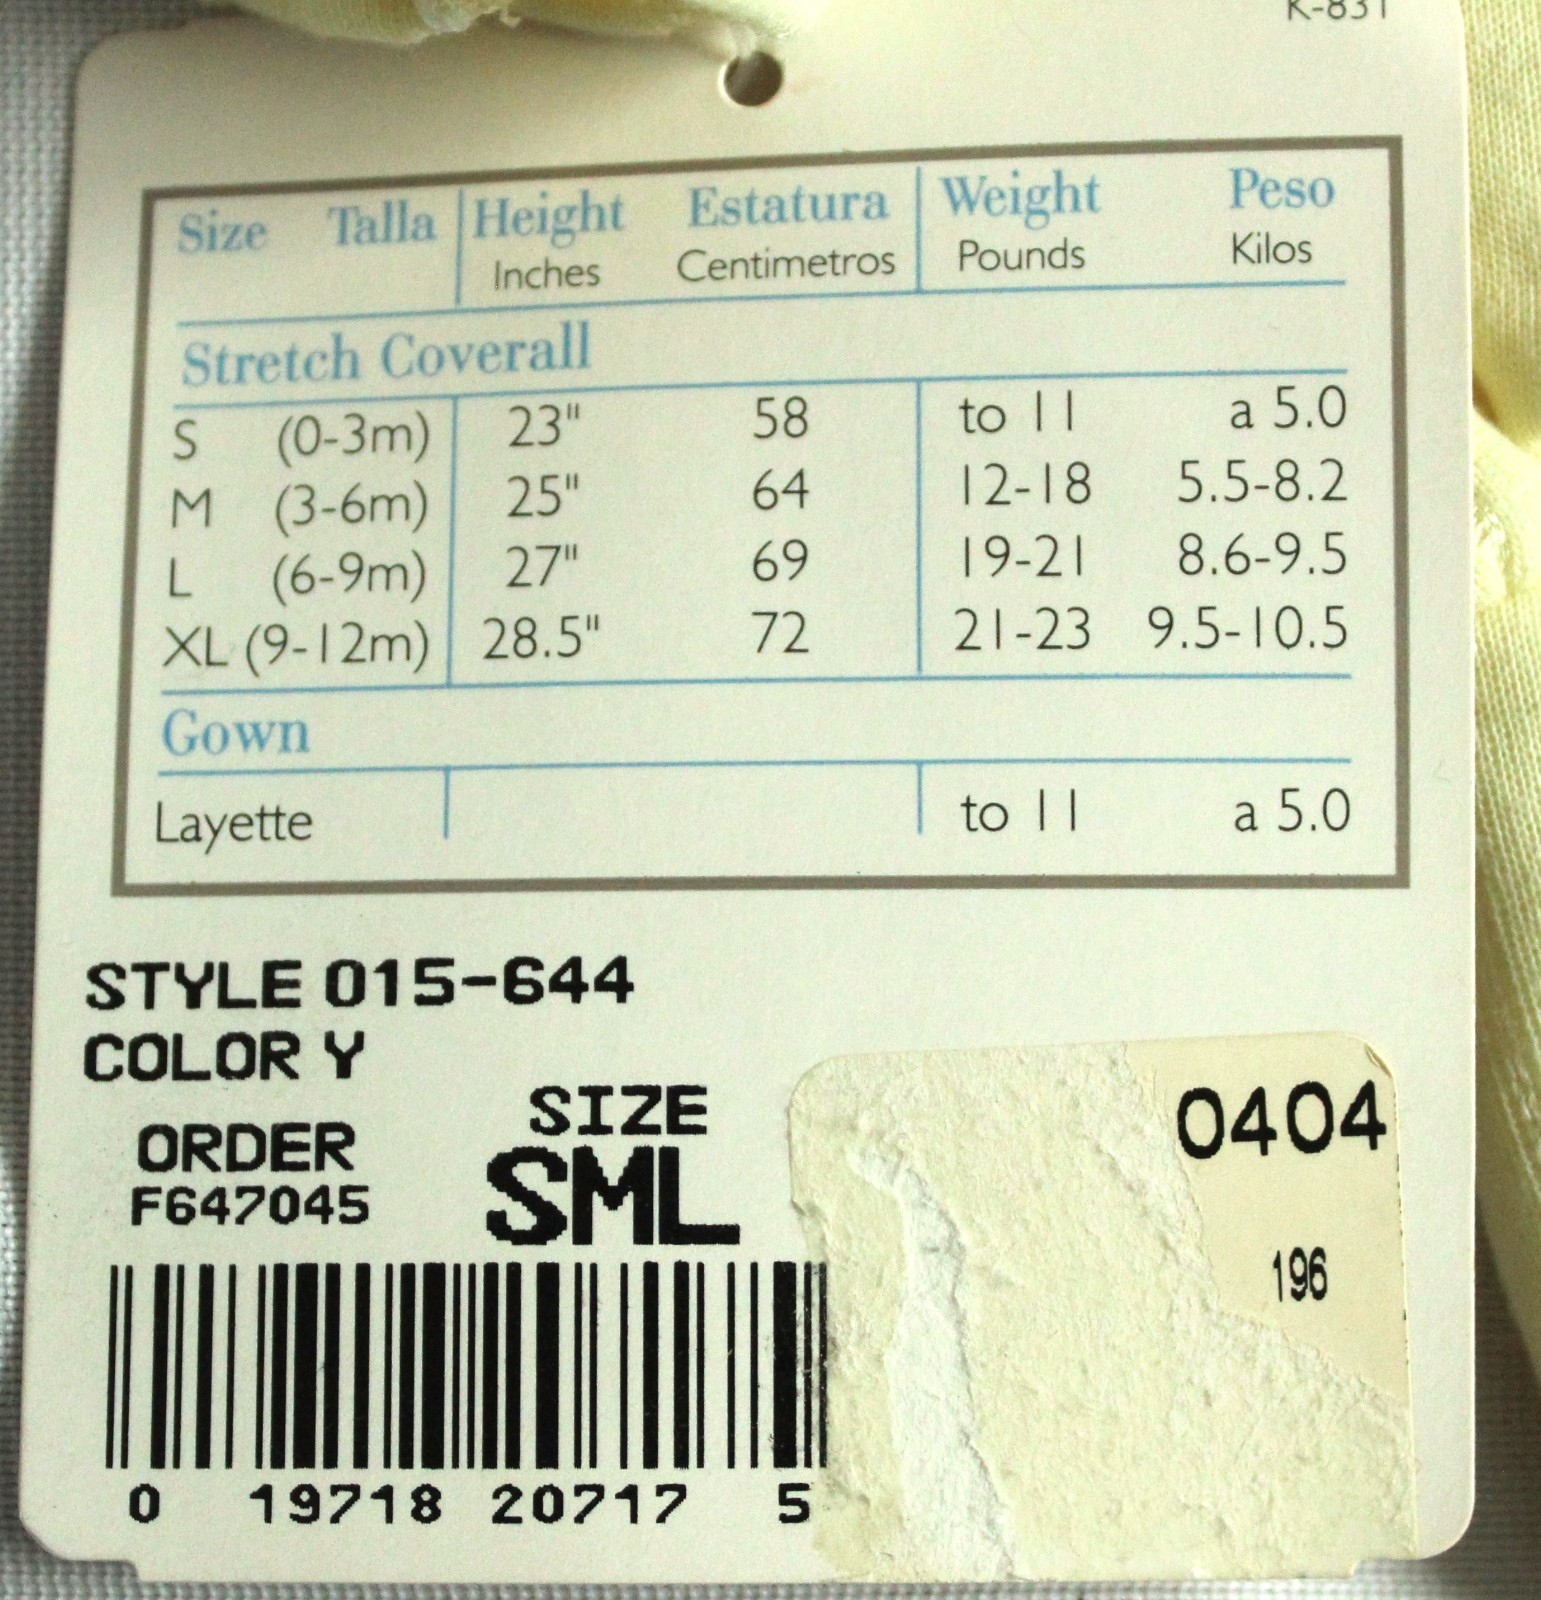 K-831
Size Talla Height Estatura Weight Peso
Inches Centimetros Pounds Kilos
Stretch Coverall
S (0-3m) 23" 58 to 11 a 5.0
M (3-6m) 25" 64 12-18 5.5-8.2
L (6-9m) 27" 69 19-21 8.6-9.5
XL (9-12m) 28.5" 72 21-23 9.5-10.5
Gown
Layette to 11 a 5.0
STYLE 015-644
COLOR Y
ORDER
F647045
SIZE
SML
0404
196
0 19718 20717 5